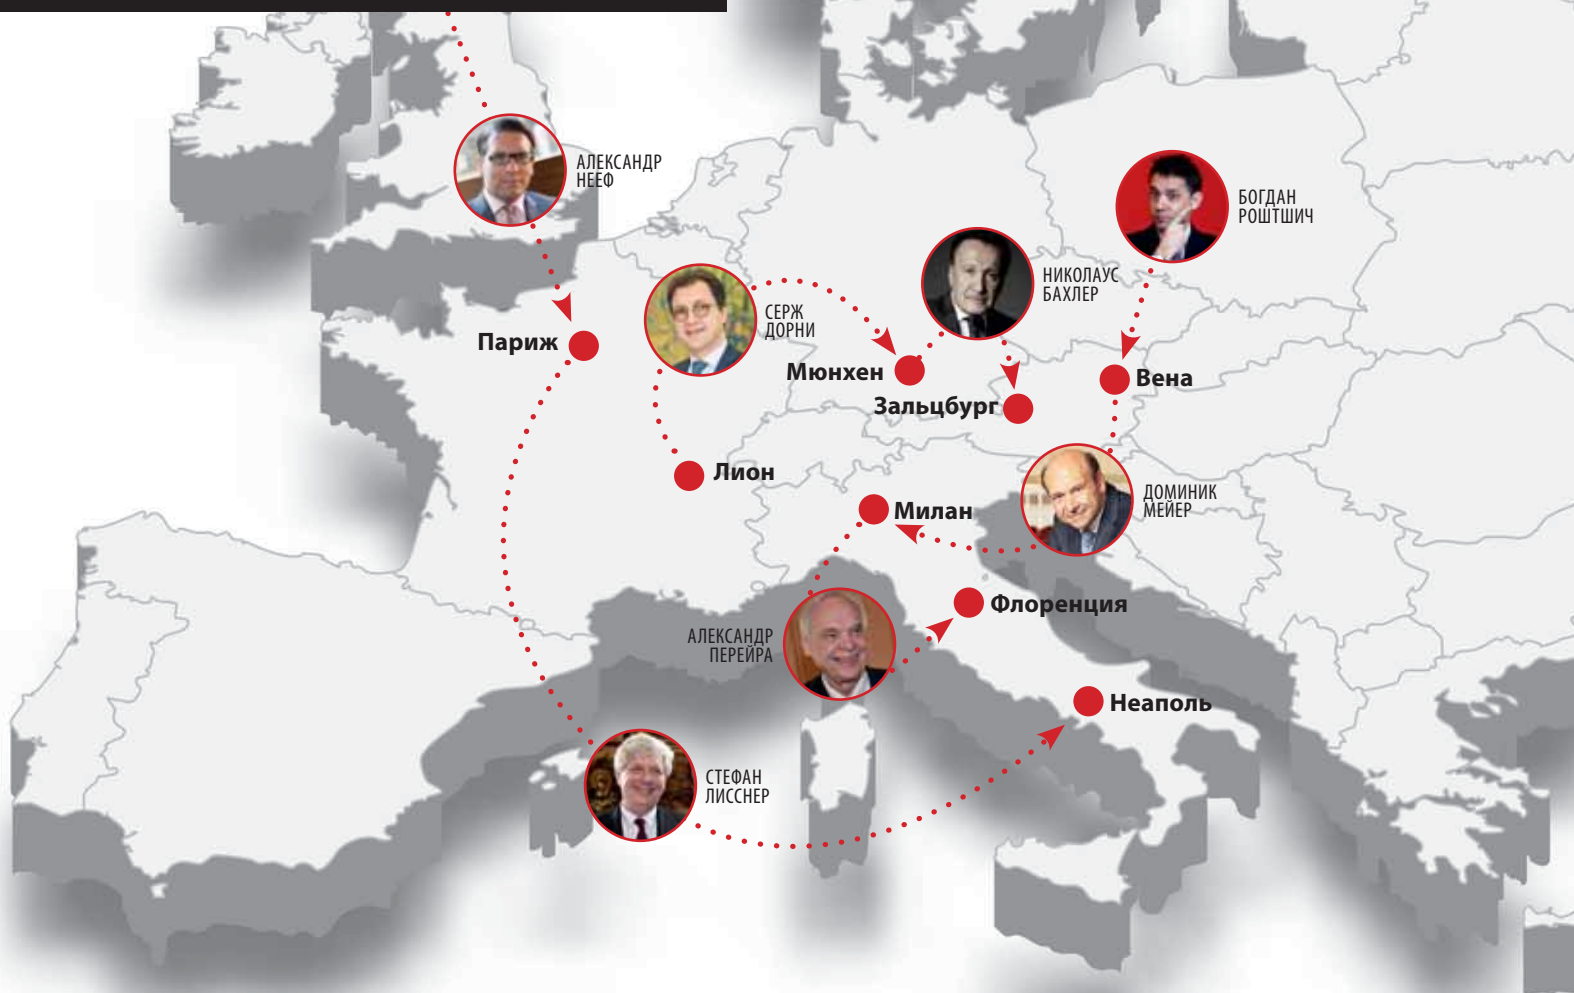 АЛЕКСАНДР
НЕЕФ
БОГДАН
РОШТШИЧ
НИКОЛАУС
БАХЛЕР
СЕРЖ
ДОРНИ
Париж
Мюнхен
Вена
Зальцбург
Лион
ДОМИНИК
МЕЙЕР
Милан
Флоренция
АЛЕКСАНДР
ПЕРЕЙРА
Неаполь
СТЕФАН
ЛИССНЕР